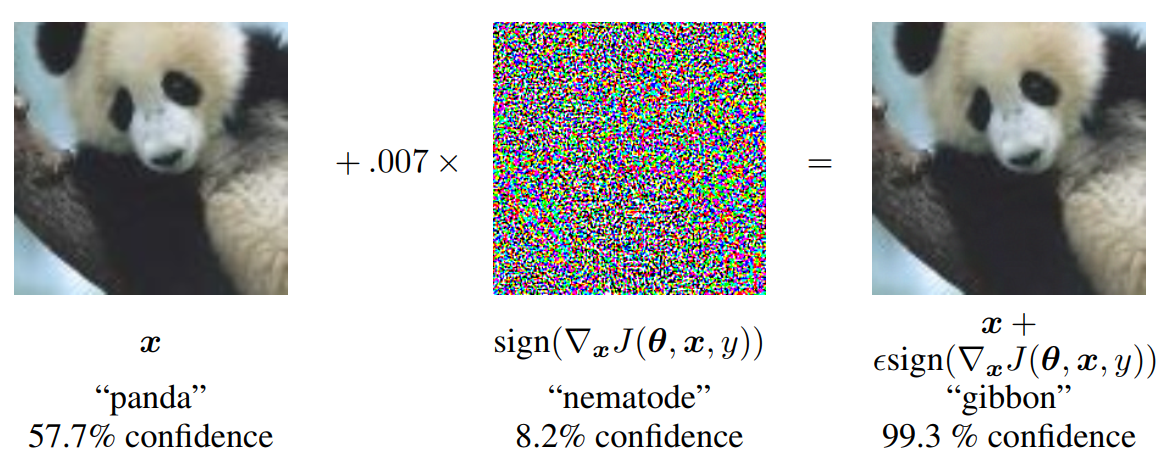 + .007 ×
=
x
sign(∇ₓJ(θ, x, y))
x +
ϵsign(∇ₓJ(θ, x, y))
“panda”
“nematode”
“gibbon”
57.7% confidence
8.2% confidence
99.3 % confidence